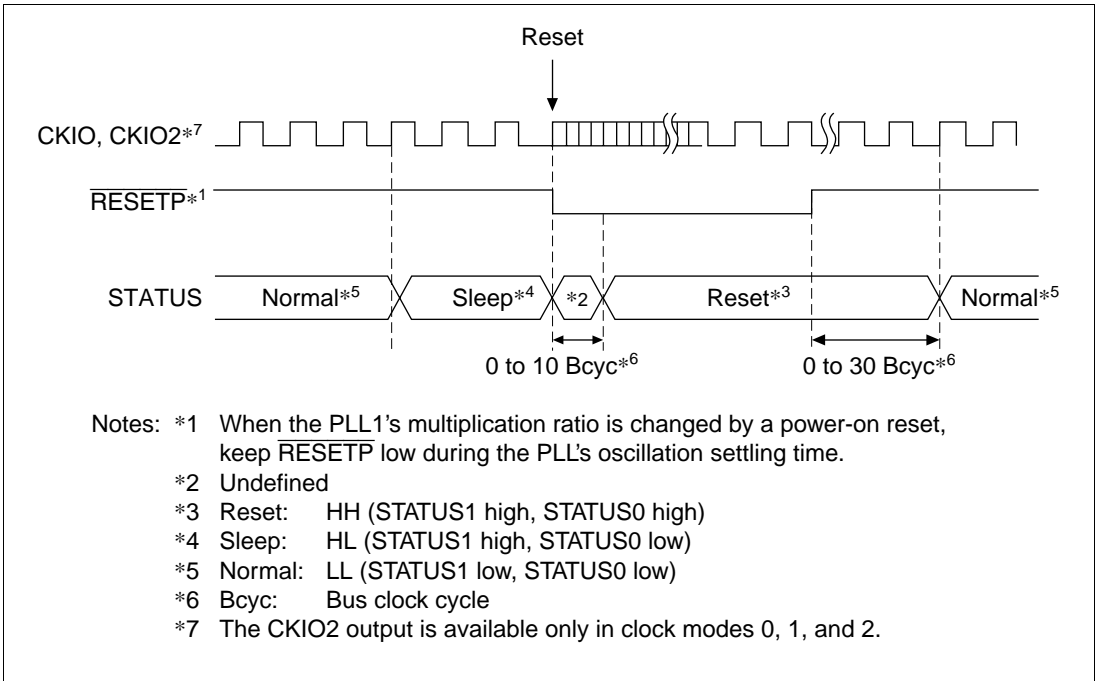 Reset
CKIO, CKIO2*7
RESETP*1
STATUS Normal*5 Sleep*4 *2 Reset*3 Normal*5
0 to 10 Bcyc*6 0 to 30 Bcyc*6
Notes: *1 When the PLL1's multiplication ratio is changed by a power-on reset,
keep RESETP low during the PLL's oscillation settling time.
*2 Undefined
*3 Reset: HH (STATUS1 high, STATUS0 high)
*4 Sleep: HL (STATUS1 high, STATUS0 low)
*5 Normal: LL (STATUS1 low, STATUS0 low)
*6 Bcyc: Bus clock cycle
*7 The CKIO2 output is available only in clock modes 0, 1, and 2.